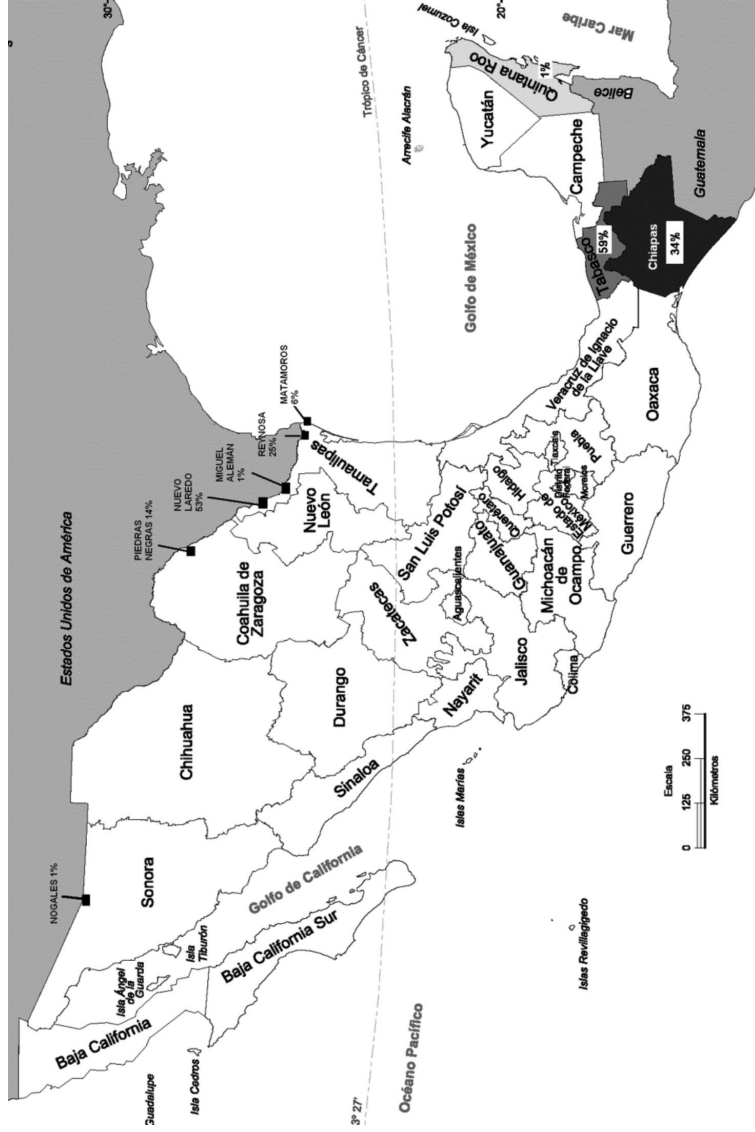 30°
Estados Unidos de América
NOGALES 1%
PIEDRAS
NEGRAS 14%
NUEVO
LAREDO
53%
MIGUEL
ALEMÁN
1%
REYNOSA
25%
MATAMOROS
6%
Baja California
Isla Ángel
de la
Guarda
Isla
Tiburón
Sonora
Chihuahua
Coahuila de
Zaragoza
Nuevo
León
Tamaulipas
Guadalupe
Isla Cedros
Baja California Sur
Golfo de California
Sinaloa
Durango
Zacatecas
San Luis Potosí
Golfo de México
Trópico de Cáncer
3° 27'
Océano Pacífico
Arrecife Alacrán
Isla Cozumel
20°
Mar Caribe
Islas Marías
Nayarit
Aguascalientes
Jalisco
Guanajuato
Querétaro
Hidalgo
Colima
Michoacán
de
Ocampo
Estado de
México
Distrito
Federal
Morelos
Tlaxcala
Puebla
Veracruz de Ignacio
de la Llave
Guerrero
Oaxaca
Tabasco
59%
Chiapas
34%
Campeche
Yucatán
Quintana Roo
1%
Belice
Guatemala
Islas Revillagigedo
Escala
0 125 250 375
Kilómetros